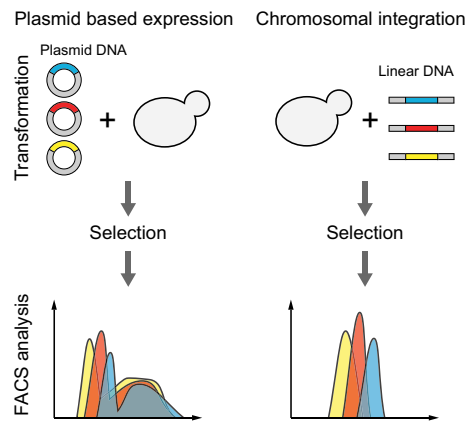 Plasmid based expression
Chromosomal integration
Transformation
Plasmid DNA
+
+
Linear DNA
Selection
Selection
FACS analysis